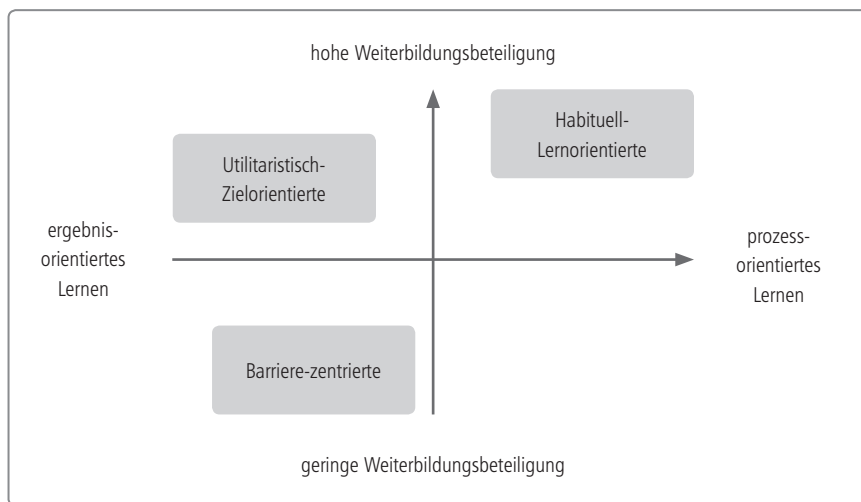 hohe Weiterbildungsbeteiligung
Habituell-
Lernorientierte
Utilitaristisch-
Zielorientierte
ergebnis-
orientiertes
Lernen
prozess-
orientiertes
Lernen
Barriere-zentrierte
geringe Weiterbildungsbeteiligung